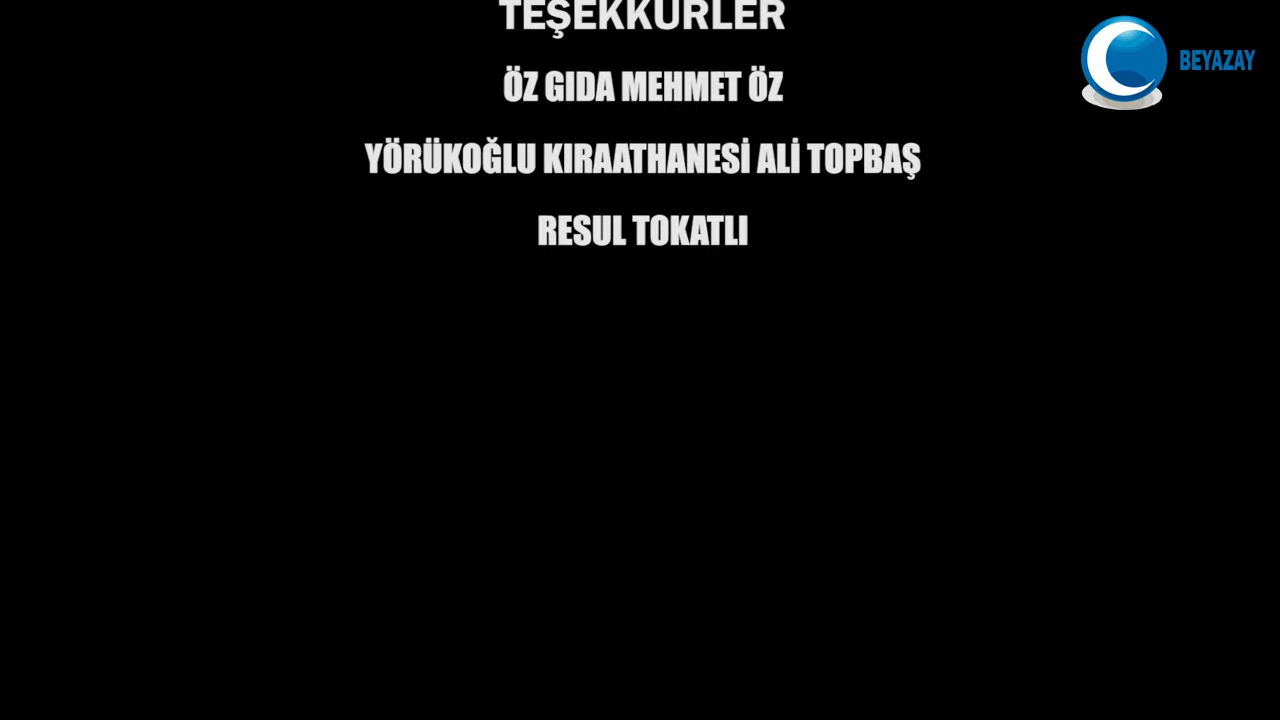 TEŞEKKÜRLER
BEYAZAY
ÖZ GIDA MEHMET ÖZ
YÖRÜKOĞLU KIRAATHANESİ ALİ TOPBAŞ
RESUL TOKATLI